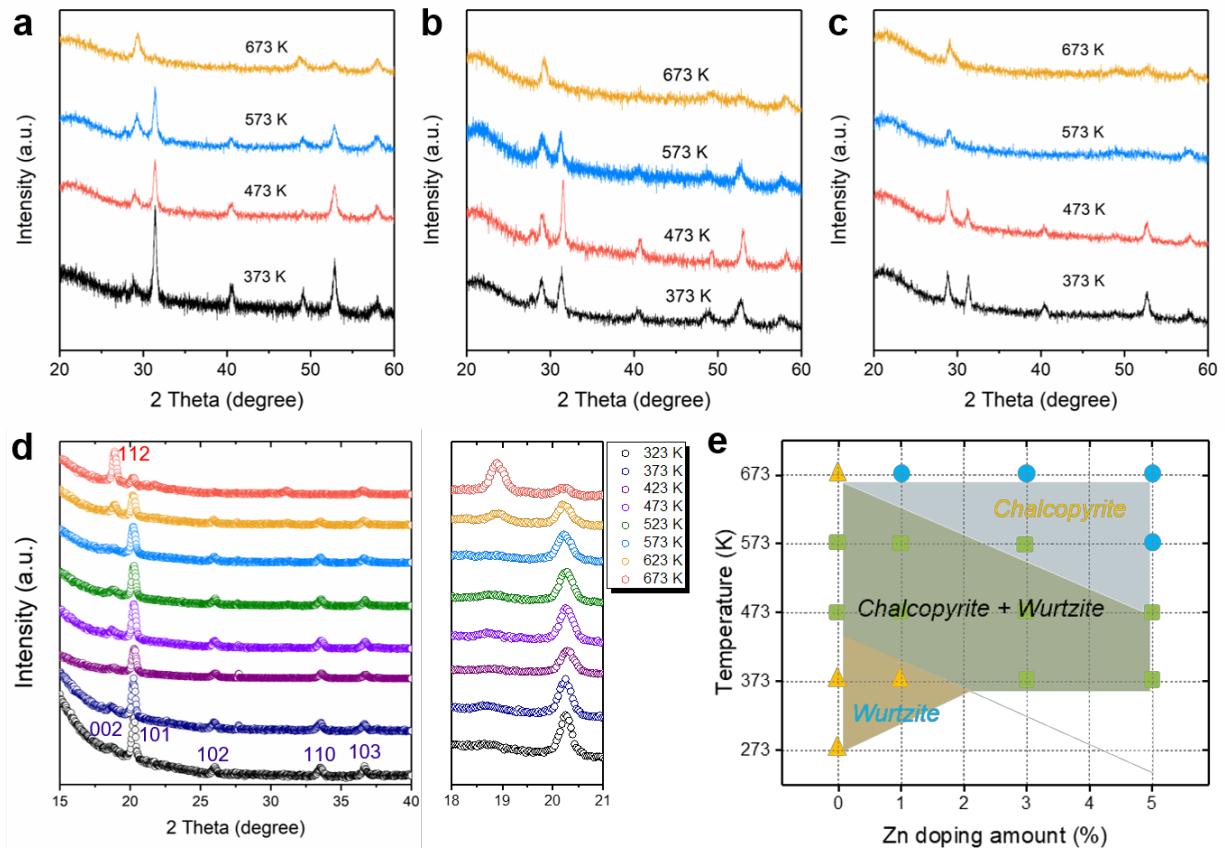 a
673 K
573 K
473 K
373 K
Intensity (a.u.)
20 30 40 50 60
2 Theta (degree)
b
673 K
573 K
473 K
373 K
Intensity (a.u.)
20 30 40 50 60
2 Theta (degree)
c
673 K
573 K
473 K
373 K
Intensity (a.u.)
20 30 40 50 60
2 Theta (degree)
d
112
002
101
102
110
103
Intensity (a.u)
15 20 25 30 35 40
2 Theta (degree)
18 19 20 21
323 K
373 K
423 K
473 K
523 K
573 K
623 K
673 K
e
673
573
473
373
273
Temperature (K)
Chalcopyrite
Chalcopyrite + Wurtzite
Wurtzite
0 1 2 3 4 5
Zn doping amount (%)